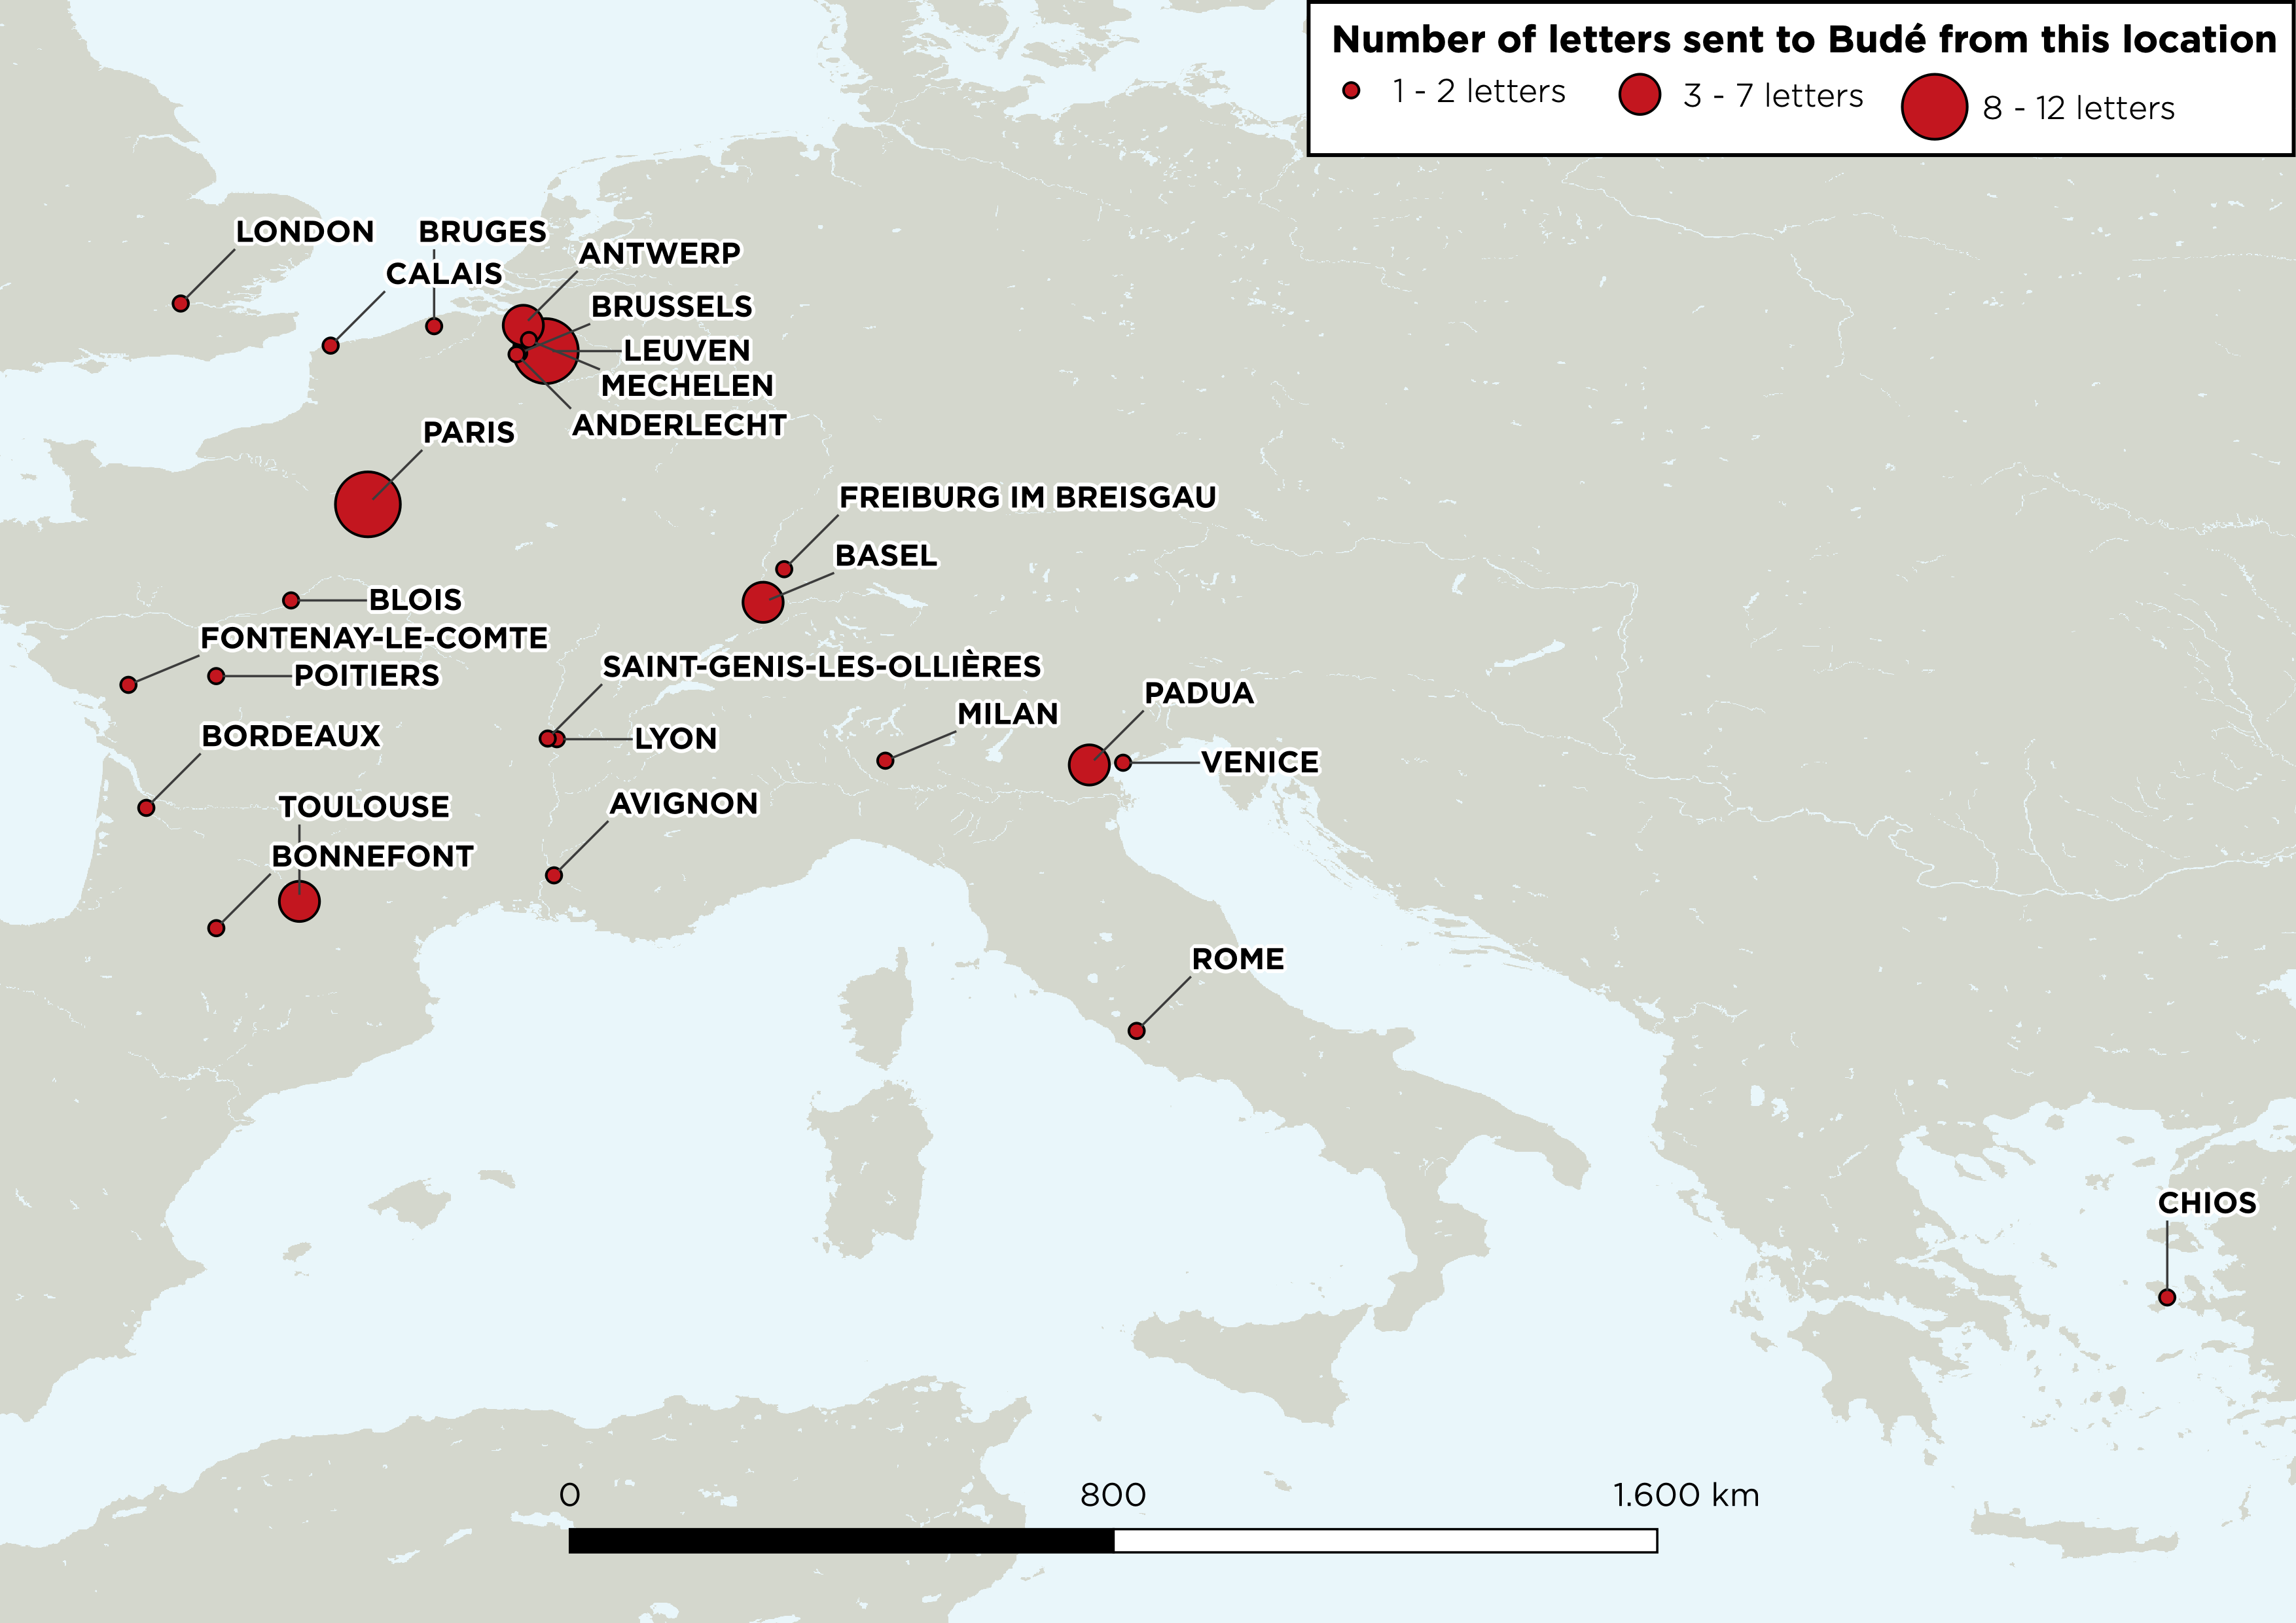 Number of letters sent to Budé from this location
1 - 2 letters
3 - 7 letters
8 - 12 letters
LONDON
BRUGES
CALAIS
ANTWERP
BRUSSELS
LEUVEN
MECHELEN
ANDERLECHT
PARIS
FREIBURG IM BREISGAU
BASEL
BLOIS
FONTENAY-LE-COMTE
POITIERS
SAINT-GENIS-LES-OLLIÈRES
PADUA
MILAN
BORDEAUX
LYON
VENICE
TOULOUSE
AVIGNON
BONNEFONT
ROME
CHIOS
0
800
1.600 km